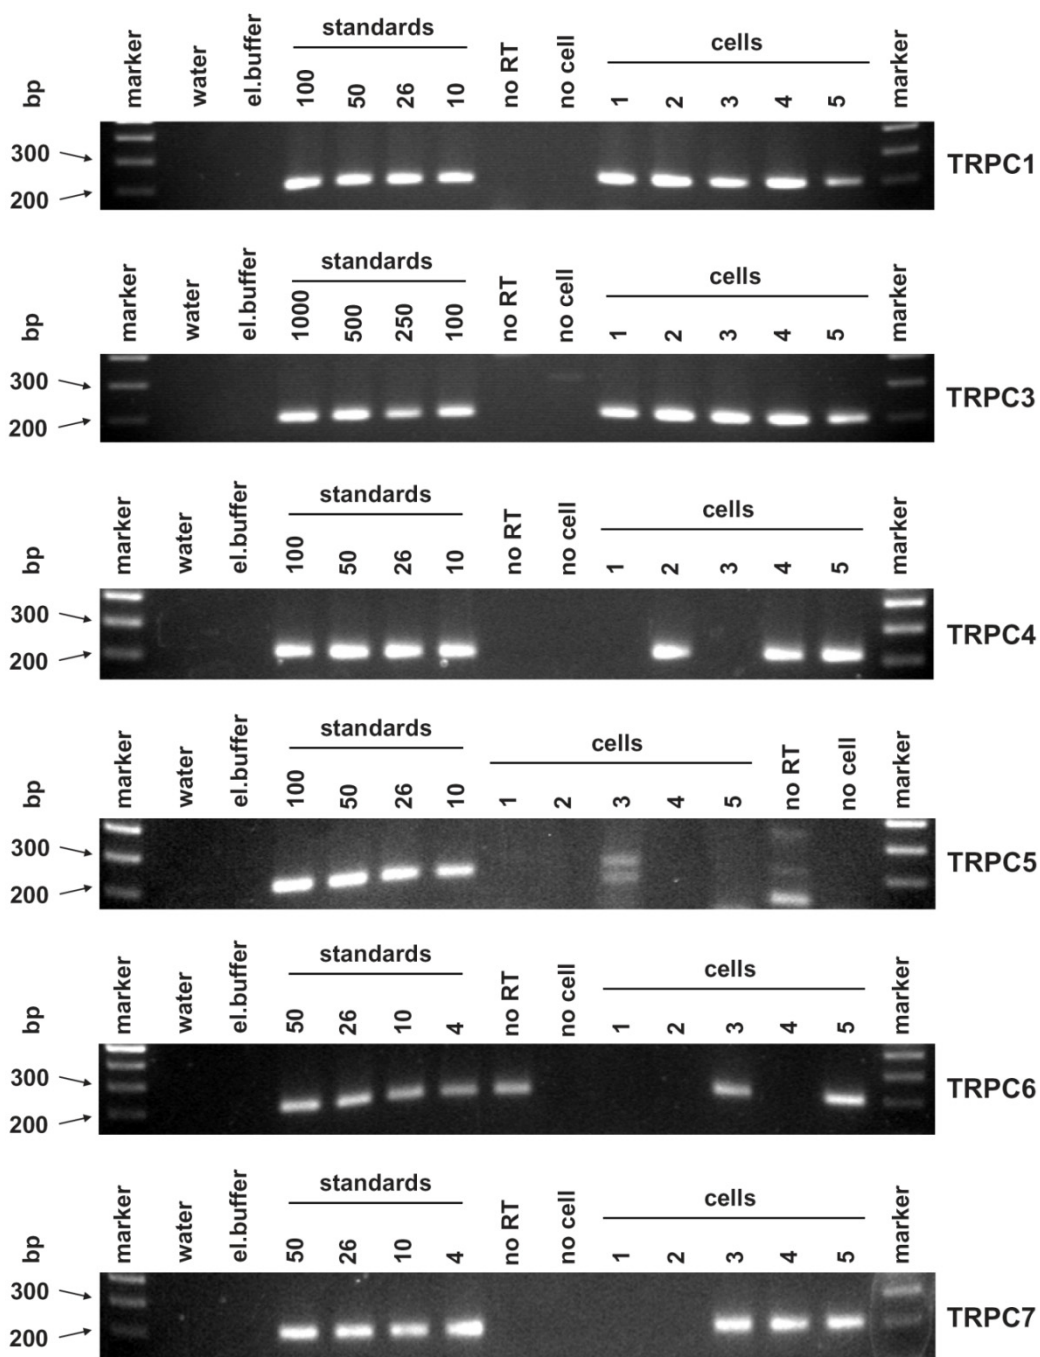 bp marker water el.buffer standards 100 50 26 10 no RT no cell cells 1 2 3 4 5 marker
300
200
TRPC1
bp marker water el.buffer standards 1000 500 250 100 no RT no cell cells 1 2 3 4 5 marker
300
200
TRPC3
bp marker water el.buffer standards 100 50 26 10 no RT no cell cells 1 2 3 4 5 marker
300
200
TRPC4
bp marker water el.buffer standards 100 50 26 10 cells 1 2 3 4 5 no RT no cell marker
300
200
TRPC5
bp marker water el.buffer standards 50 26 10 4 no RT no cell cells 1 2 3 4 5 marker
300
200
TRPC6
bp marker water el.buffer standards 50 26 10 4 no RT no cell cells 1 2 3 4 5 marker
300
200
TRPC7